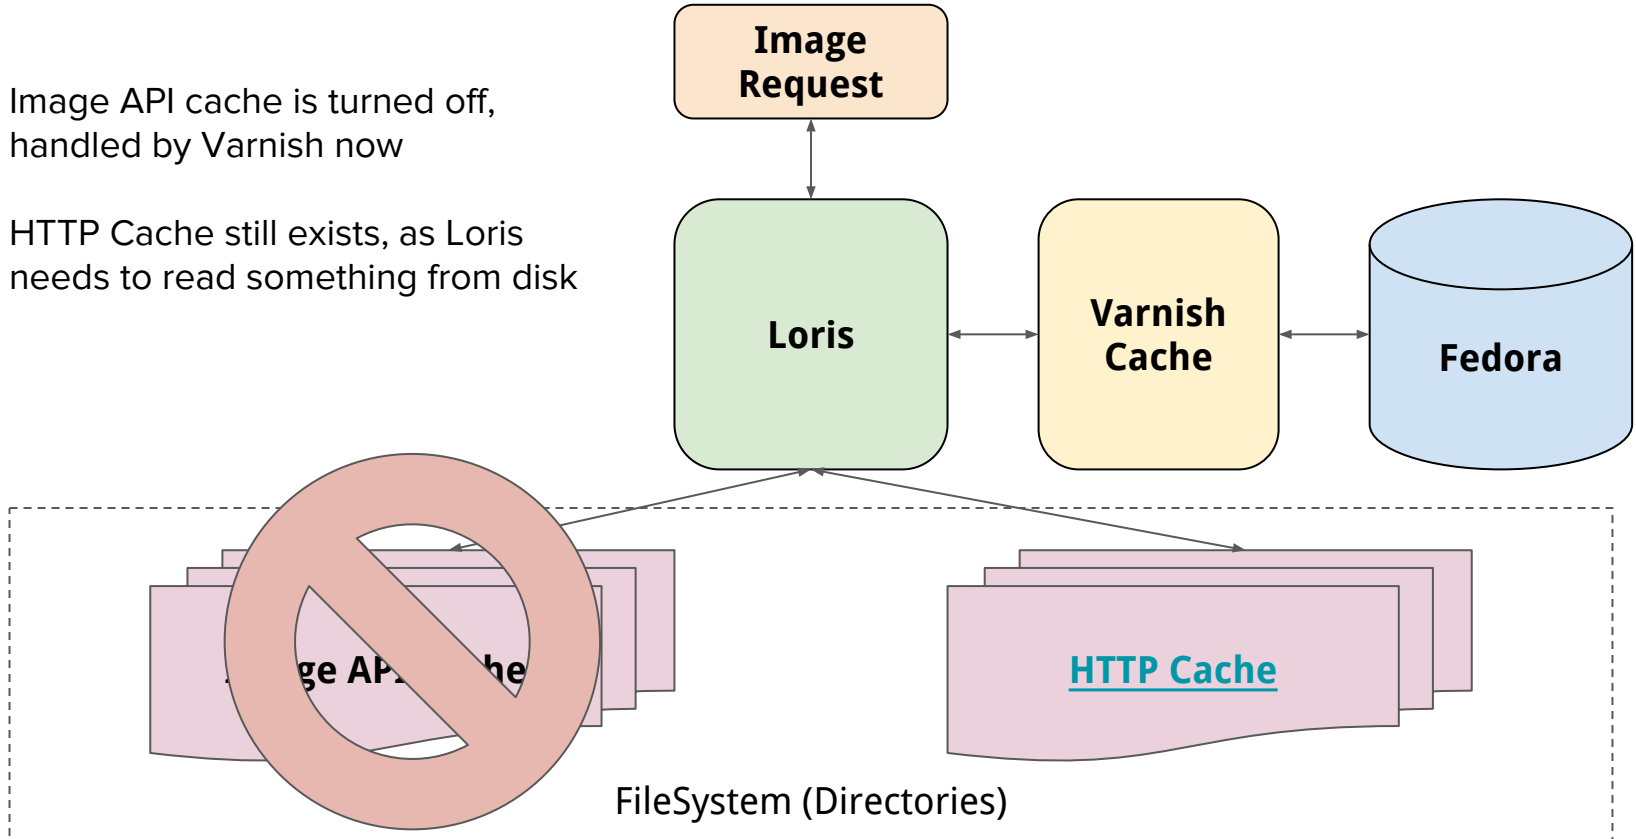 Image
Request
Image API cache is turned off,
handled by Varnish now
HTTP Cache still exists, as Loris
needs to read something from disk
Loris
Varnish
Cache
Fedora
API
HTTP Cache
FileSystem (Directories)